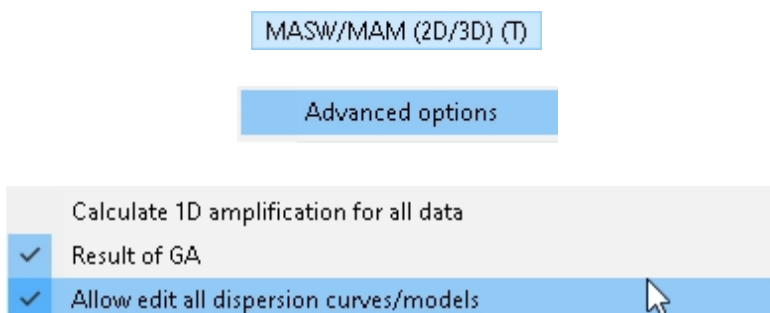 MASW/MAM (2D/3D) (T)
Advanced options
Calculate 1D amplification for all data
Result of GA
Allow edit all dispersion curves/models